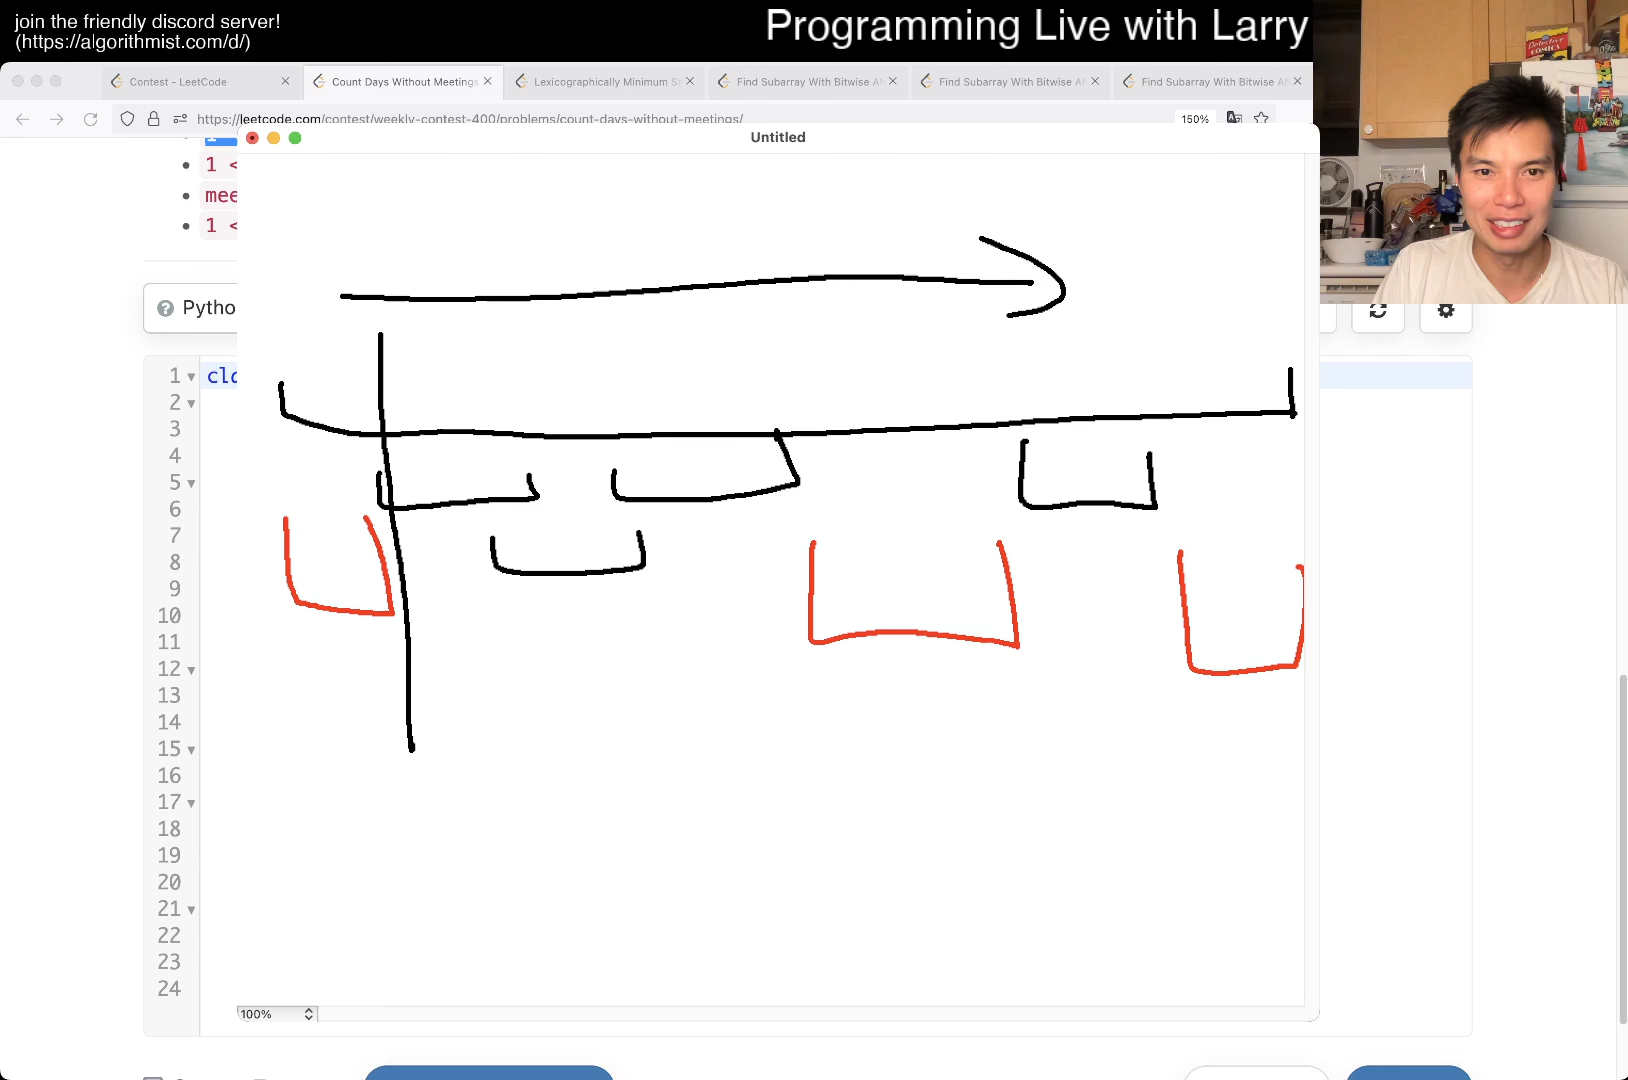 join the friendly discord server!
(https://algorithmist.com/d/)
Programming Live with Larry
Contest - LeetCode
Count Days Without Meetings
Lexicographically Minimum S
Find Subarray With Bitwise A
Find Subarray With Bitwise A
Find Subarray With Bitwise A
https://leetcode.com/contest/weekly-contest-400/problems/count-days-without-meetings/
150%
Untitled
1 <
mee
1 <
Pytho
1 cla
2
3
4
5
6
7
8
9
10
11
12
13
14
15
16
17
18
19
20
21
22
23
24
100%